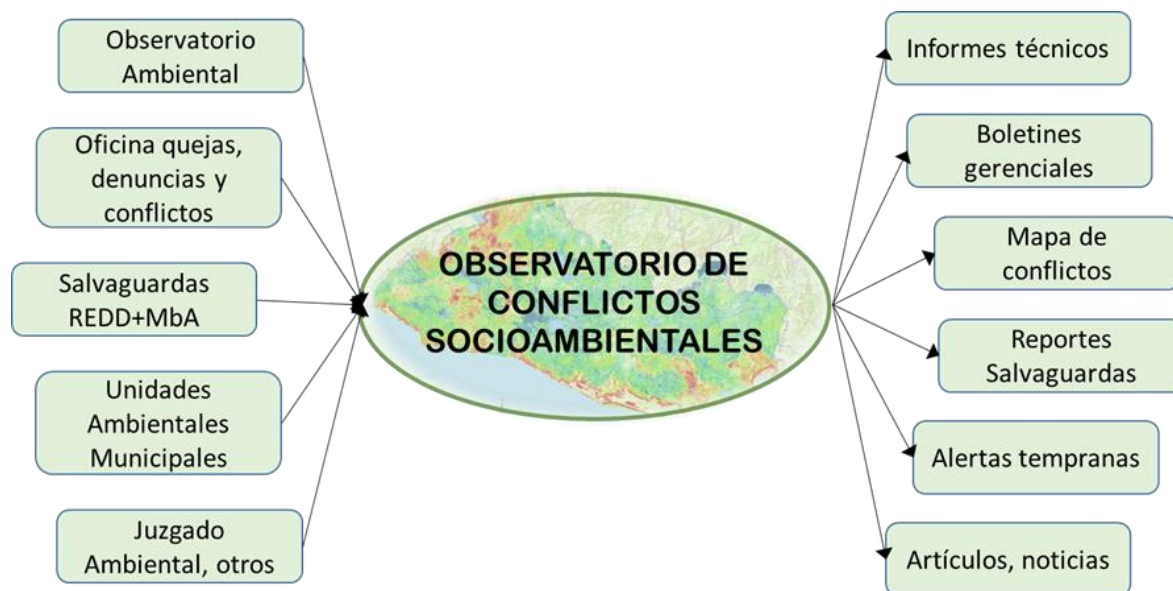 Observatorio
Ambiental
Oficina quejas,
denuncias y
conflictos
Salvaguardas
REDD+MbA
Unidades
Ambientales
Municipales
Juzgado
Ambiental, otros
OBSERVATORIO DE
CONFLICTOS
SOCIOAMBIENTALES
Informes técnicos
Boletines
gerenciales
Mapa de
conflictos
Reportes
Salvaguardas
Alertas tempranas
Artículos, noticias